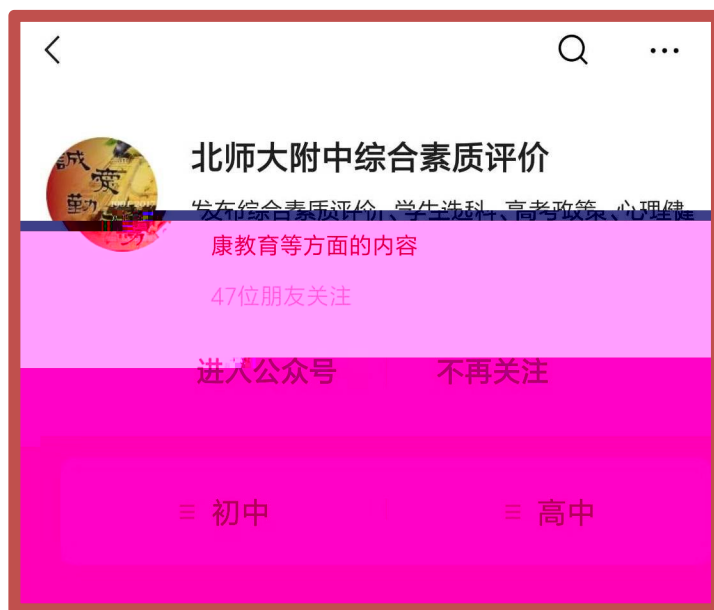 北师大附中综合素质评价
发布综合素质评价、学生选科、高考政策、心理健
康教育等方面的内容
47位朋友关注
进入公众号 不再关注
初中 高中